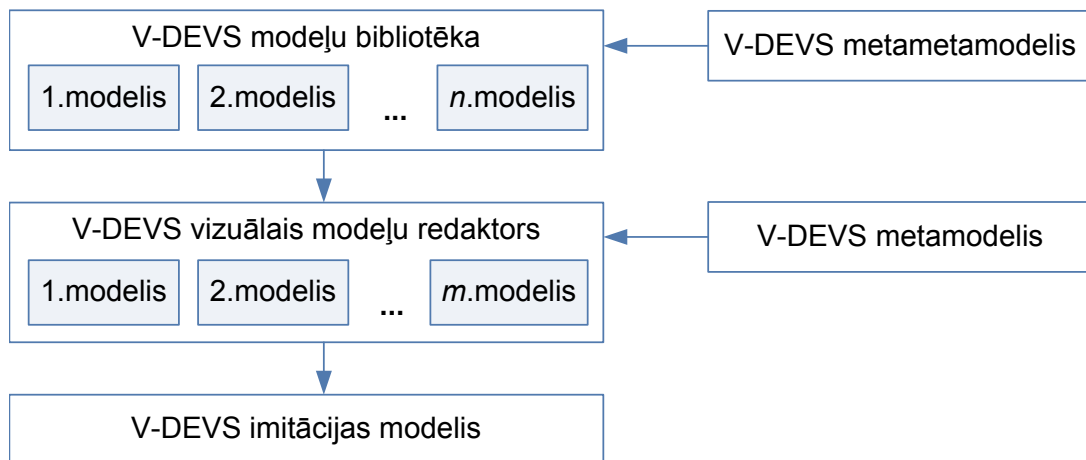 V-DEVS modeļu bibliotēka
V-DEVS metametamodelis
1.modelis 2.modelis ... n.modelis
V-DEVS vizuālais modeļu redaktors
V-DEVS metamodelis
1.modelis 2.modelis ... m.modelis
V-DEVS imitācijas modelis